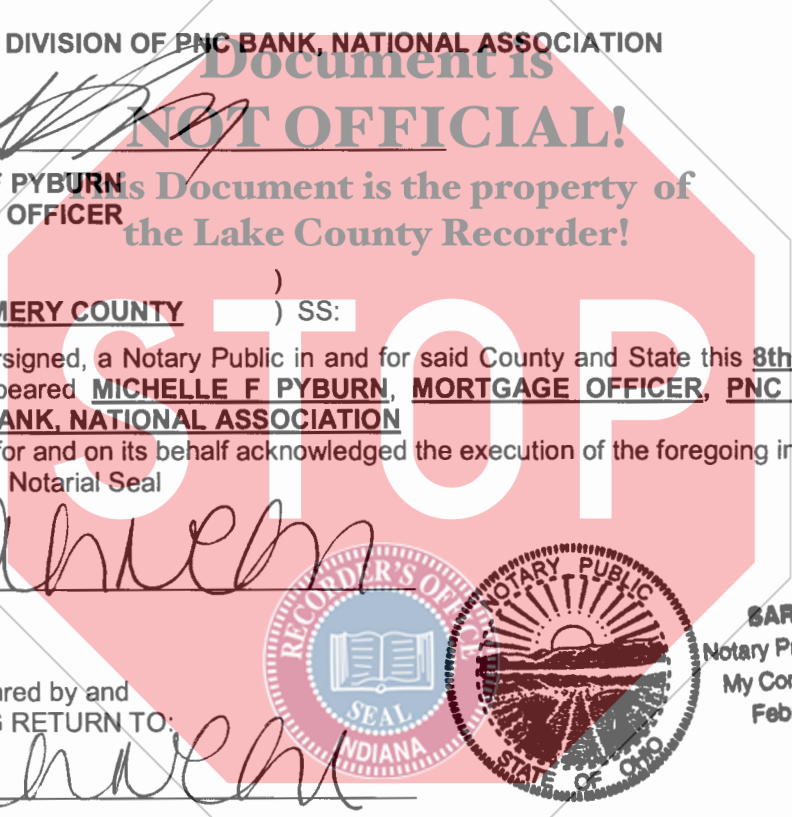 DIVISION OF PNC BANK, NATIONAL ASSOCIATION
Document is
NOT OFFICIAL!
This Document is the property of
the Lake County Recorder!
F PYBURN
OFFICER
)
MERY COUNTY ) SS:
rsigned, a Notary Public in and for said County and State this 8th
peared MICHELLE F PYBURN, MORTGAGE OFFICER, PNC
ANK, NATIONAL ASSOCIATION
for and on its behalf acknowledged the execution of the foregoing in
Notarial Seal
STOP
RECORDER'S OFFICE
SEAL
INDIANA
NOTARY PUBLIC
STATE OF OHIO
SAR
Notary P
My Co
Feb
ared by and
G RETURN TO: